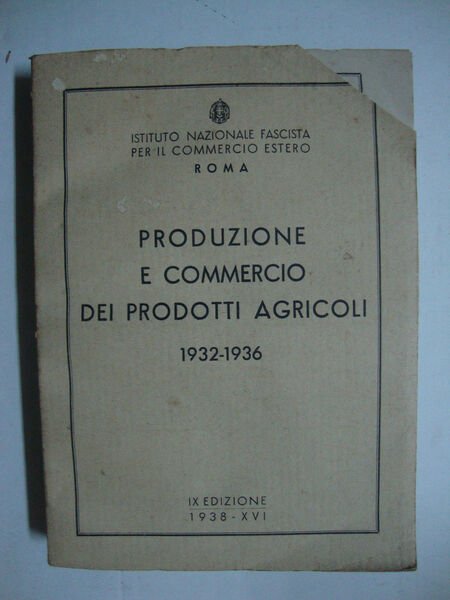 ISTITUTO NAZIONALE FASCISTA
PER IL COMMERCIO ESTERO
ROMA
PRODUZIONE
E COMMERCIO
DEI PRODOTTI AGRICOLI
1932-1936
IX EDIZIONE
1938-XVI